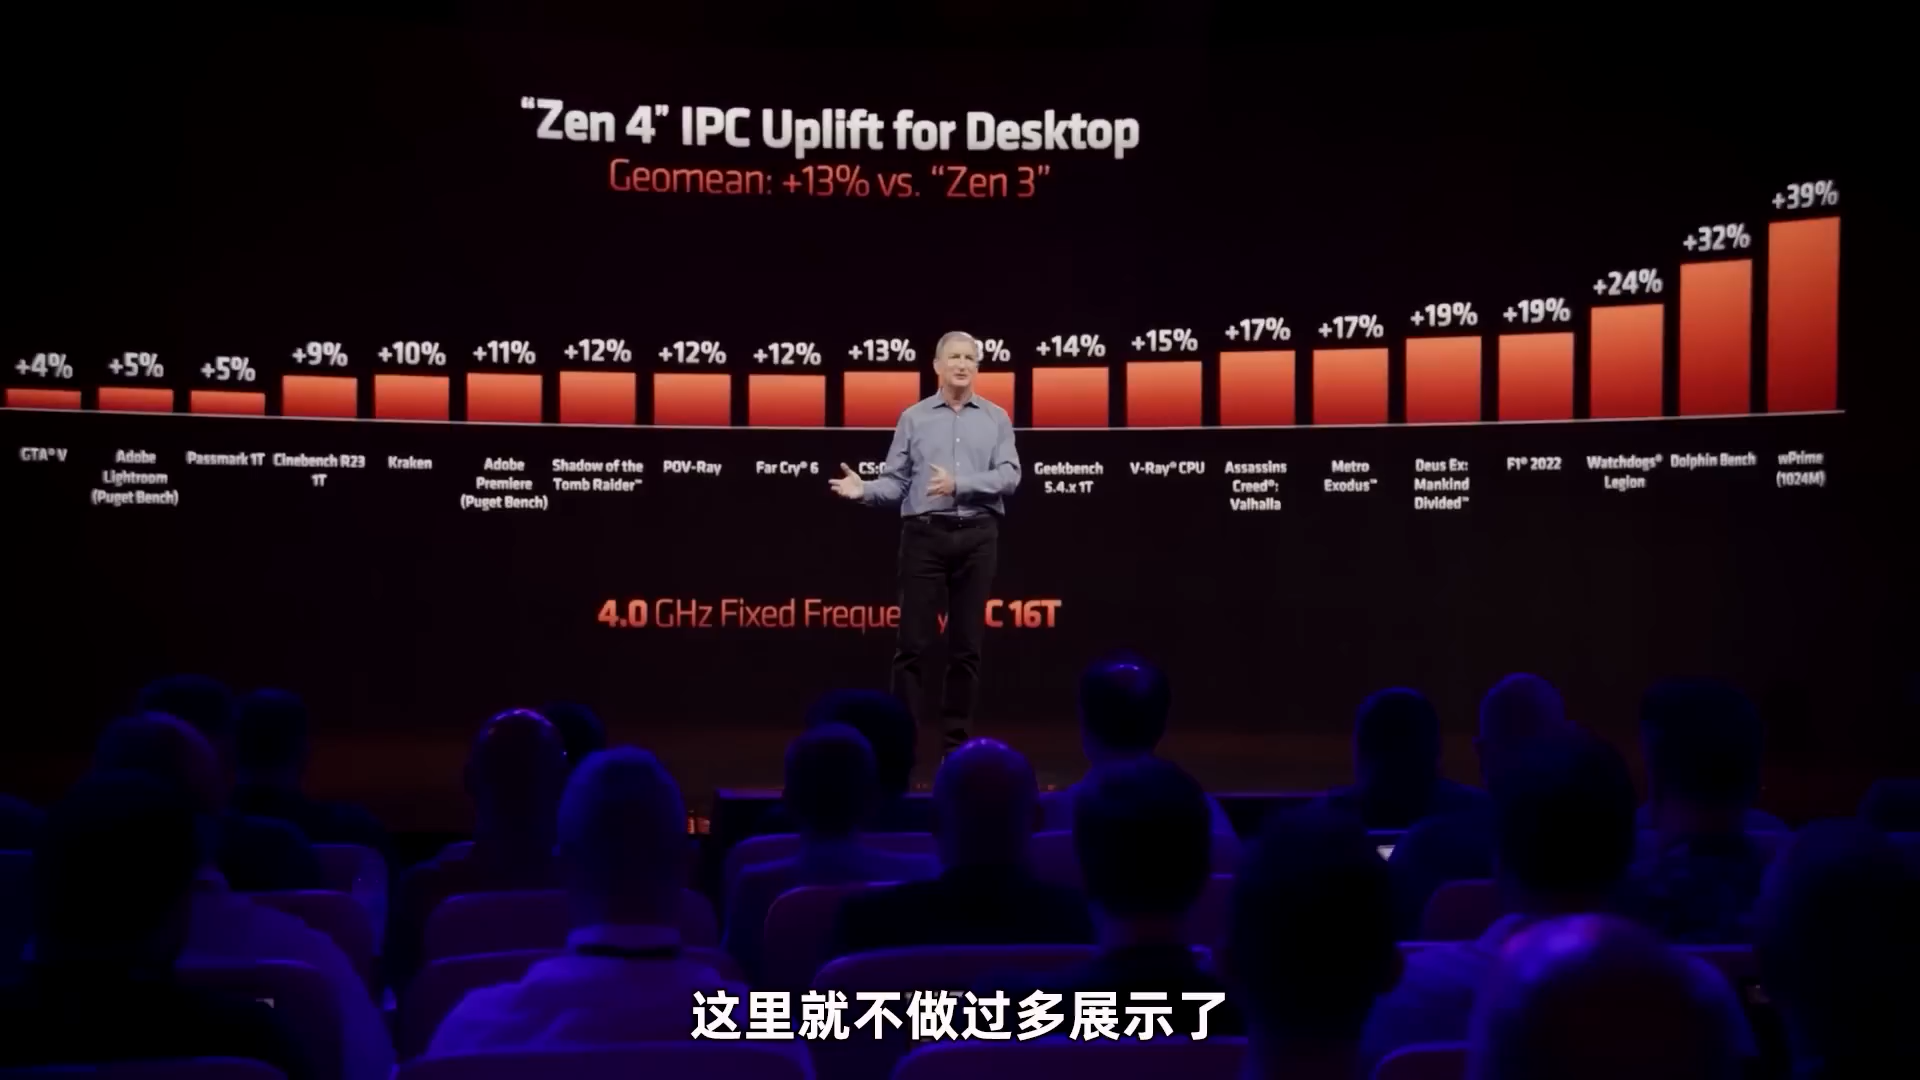 “Zen 4” IPC Uplift for Desktop
Geomean: +13% vs. “Zen 3”
+4%
+5%
+5%
+9%
+10%
+11%
+12%
+12%
+12%
+13%
+14%
+15%
+17%
+17%
+19%
+19%
+24%
+32%
+39%
GTA® V
Adobe
Lightroom
(Puget Bench)
Passmark 1T
Cinebench R23
1T
Kraken
Adobe
Premiere
(Puget Bench)
Shadow of the
Tomb Raider™
POV-Ray
Far Cry® 6
Geekbench
5.4.x 1T
V-Ray® CPU
Assassins
Creed®:
Valhalla
Metro
Exodus™
Deus Ex:
Mankind
Divided™
F1® 2022
Watchdogs®
Legion
Dolphin Bench
wPrime
(1024M)
4.0 GHz Fixed 16T
这里就不做过多展示了